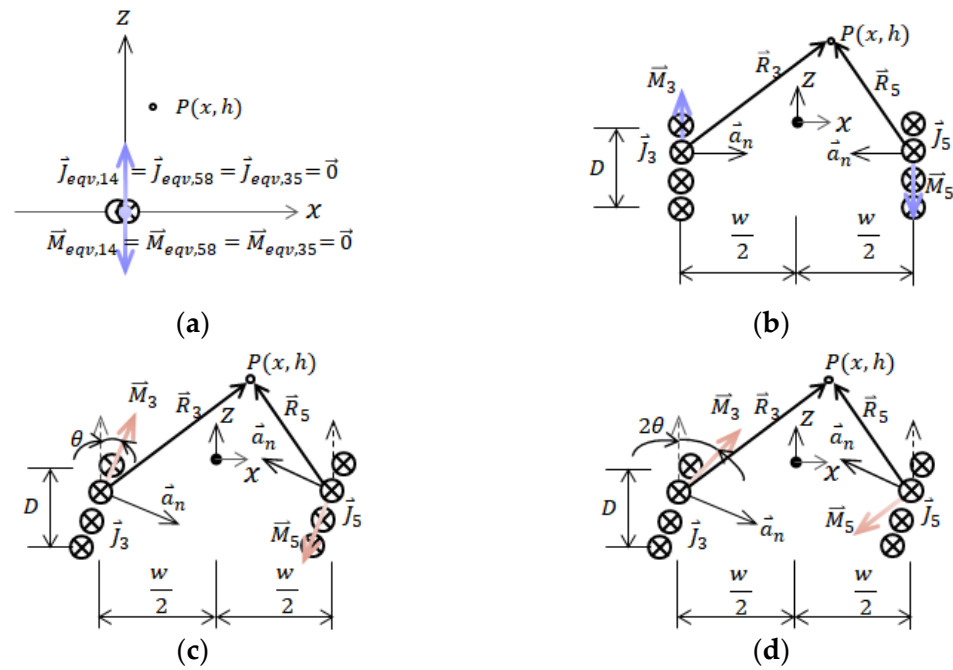 Z
P(x, h)
J⃗eqv,14 = J⃗eqv,58 = J⃗eqv,35 = 0⃗
x
M⃗eqv,14 = M⃗eqv,58 = M⃗eqv,35 = 0⃗
(a)
P(x, h)
R⃗3
M⃗3
Z
R⃗5
x
D
J⃗3
a⃗n
a⃗n
J⃗5
M⃗5
w/2
w/2
(b)
P(x, h)
M⃗3
R⃗3
R⃗5
θ
Z
a⃗n
x
D
a⃗n
J⃗3
M⃗5
J⃗5
w/2
w/2
(c)
P(x, h)
M⃗3
R⃗3
R⃗5
2θ
Z
a⃗n
x
D
a⃗n
J⃗3
M⃗5
J⃗5
w/2
w/2
(d)